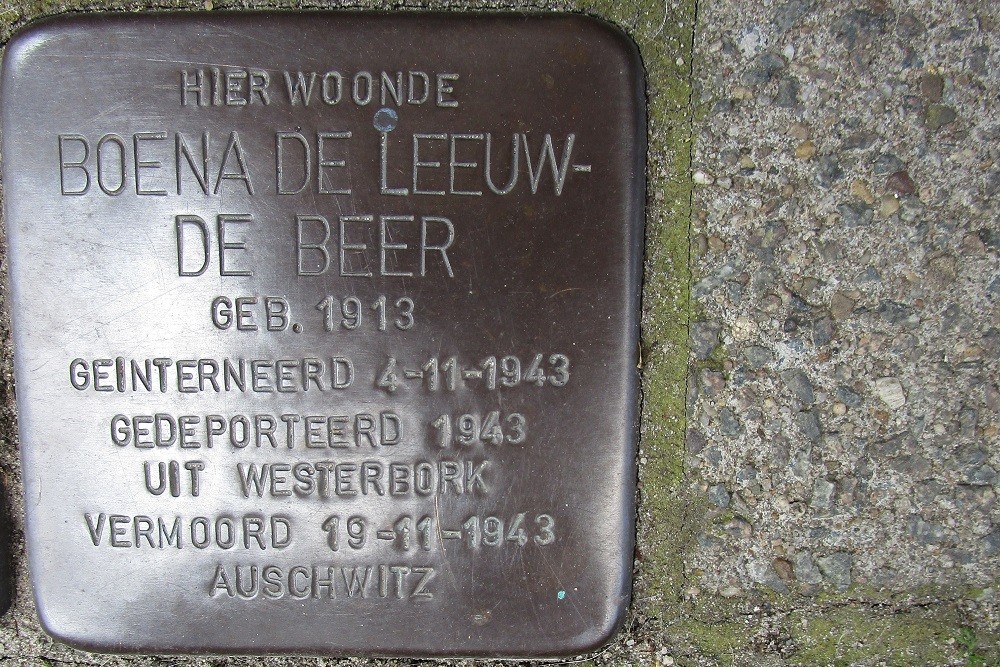 HIER WOONDE
BOENA DE LEEUW-
DE BEER
GEB. 1913
GEÏNTERNEERD 4-11-1943
GEDEPORTEERD 1943
UIT WESTERBORK
VERMOORD 19-11-1943
AUSCHWITZ